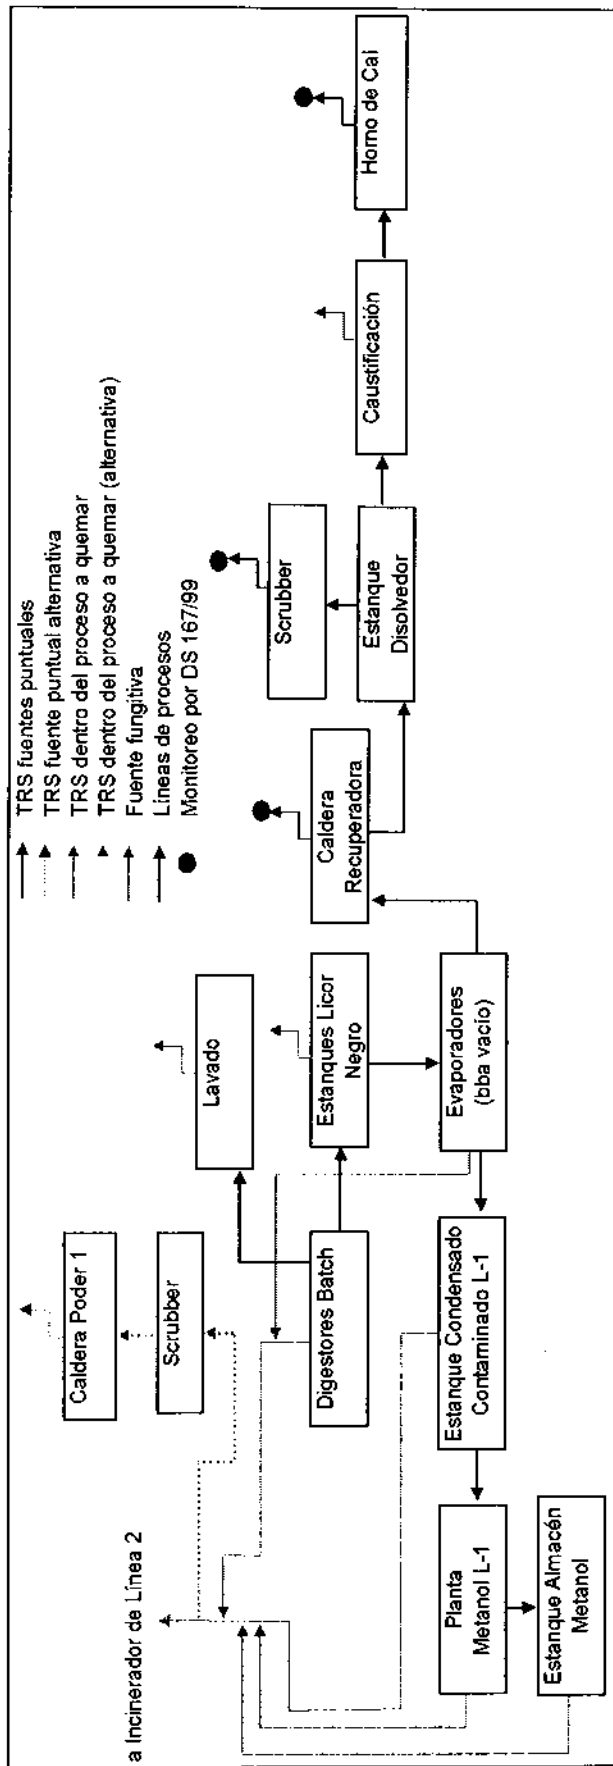 a Incinerador de Línea 2
Caldera Poder 1
Scrubber
Lavado
TRS fuentes puntuales
TRS fuente puntual alternativa
TRS dentro del proceso a quemar
TRS dentro del proceso a quemar (alternativa)
Fuente fungitiva
Líneas de procesos
Monitoreo por DS 167/99
Digestores Batch
Estanques Licor
Negro
Caldera
Recuperadora
Scrubber
Estanque
Disolvedor
Caustificación
Horno de Cal
Planta
Metanol L-1
Estanque Condensado
Contaminado L-1
Evaporadores
(bba vacio)
Estanque Almacén
Metanol